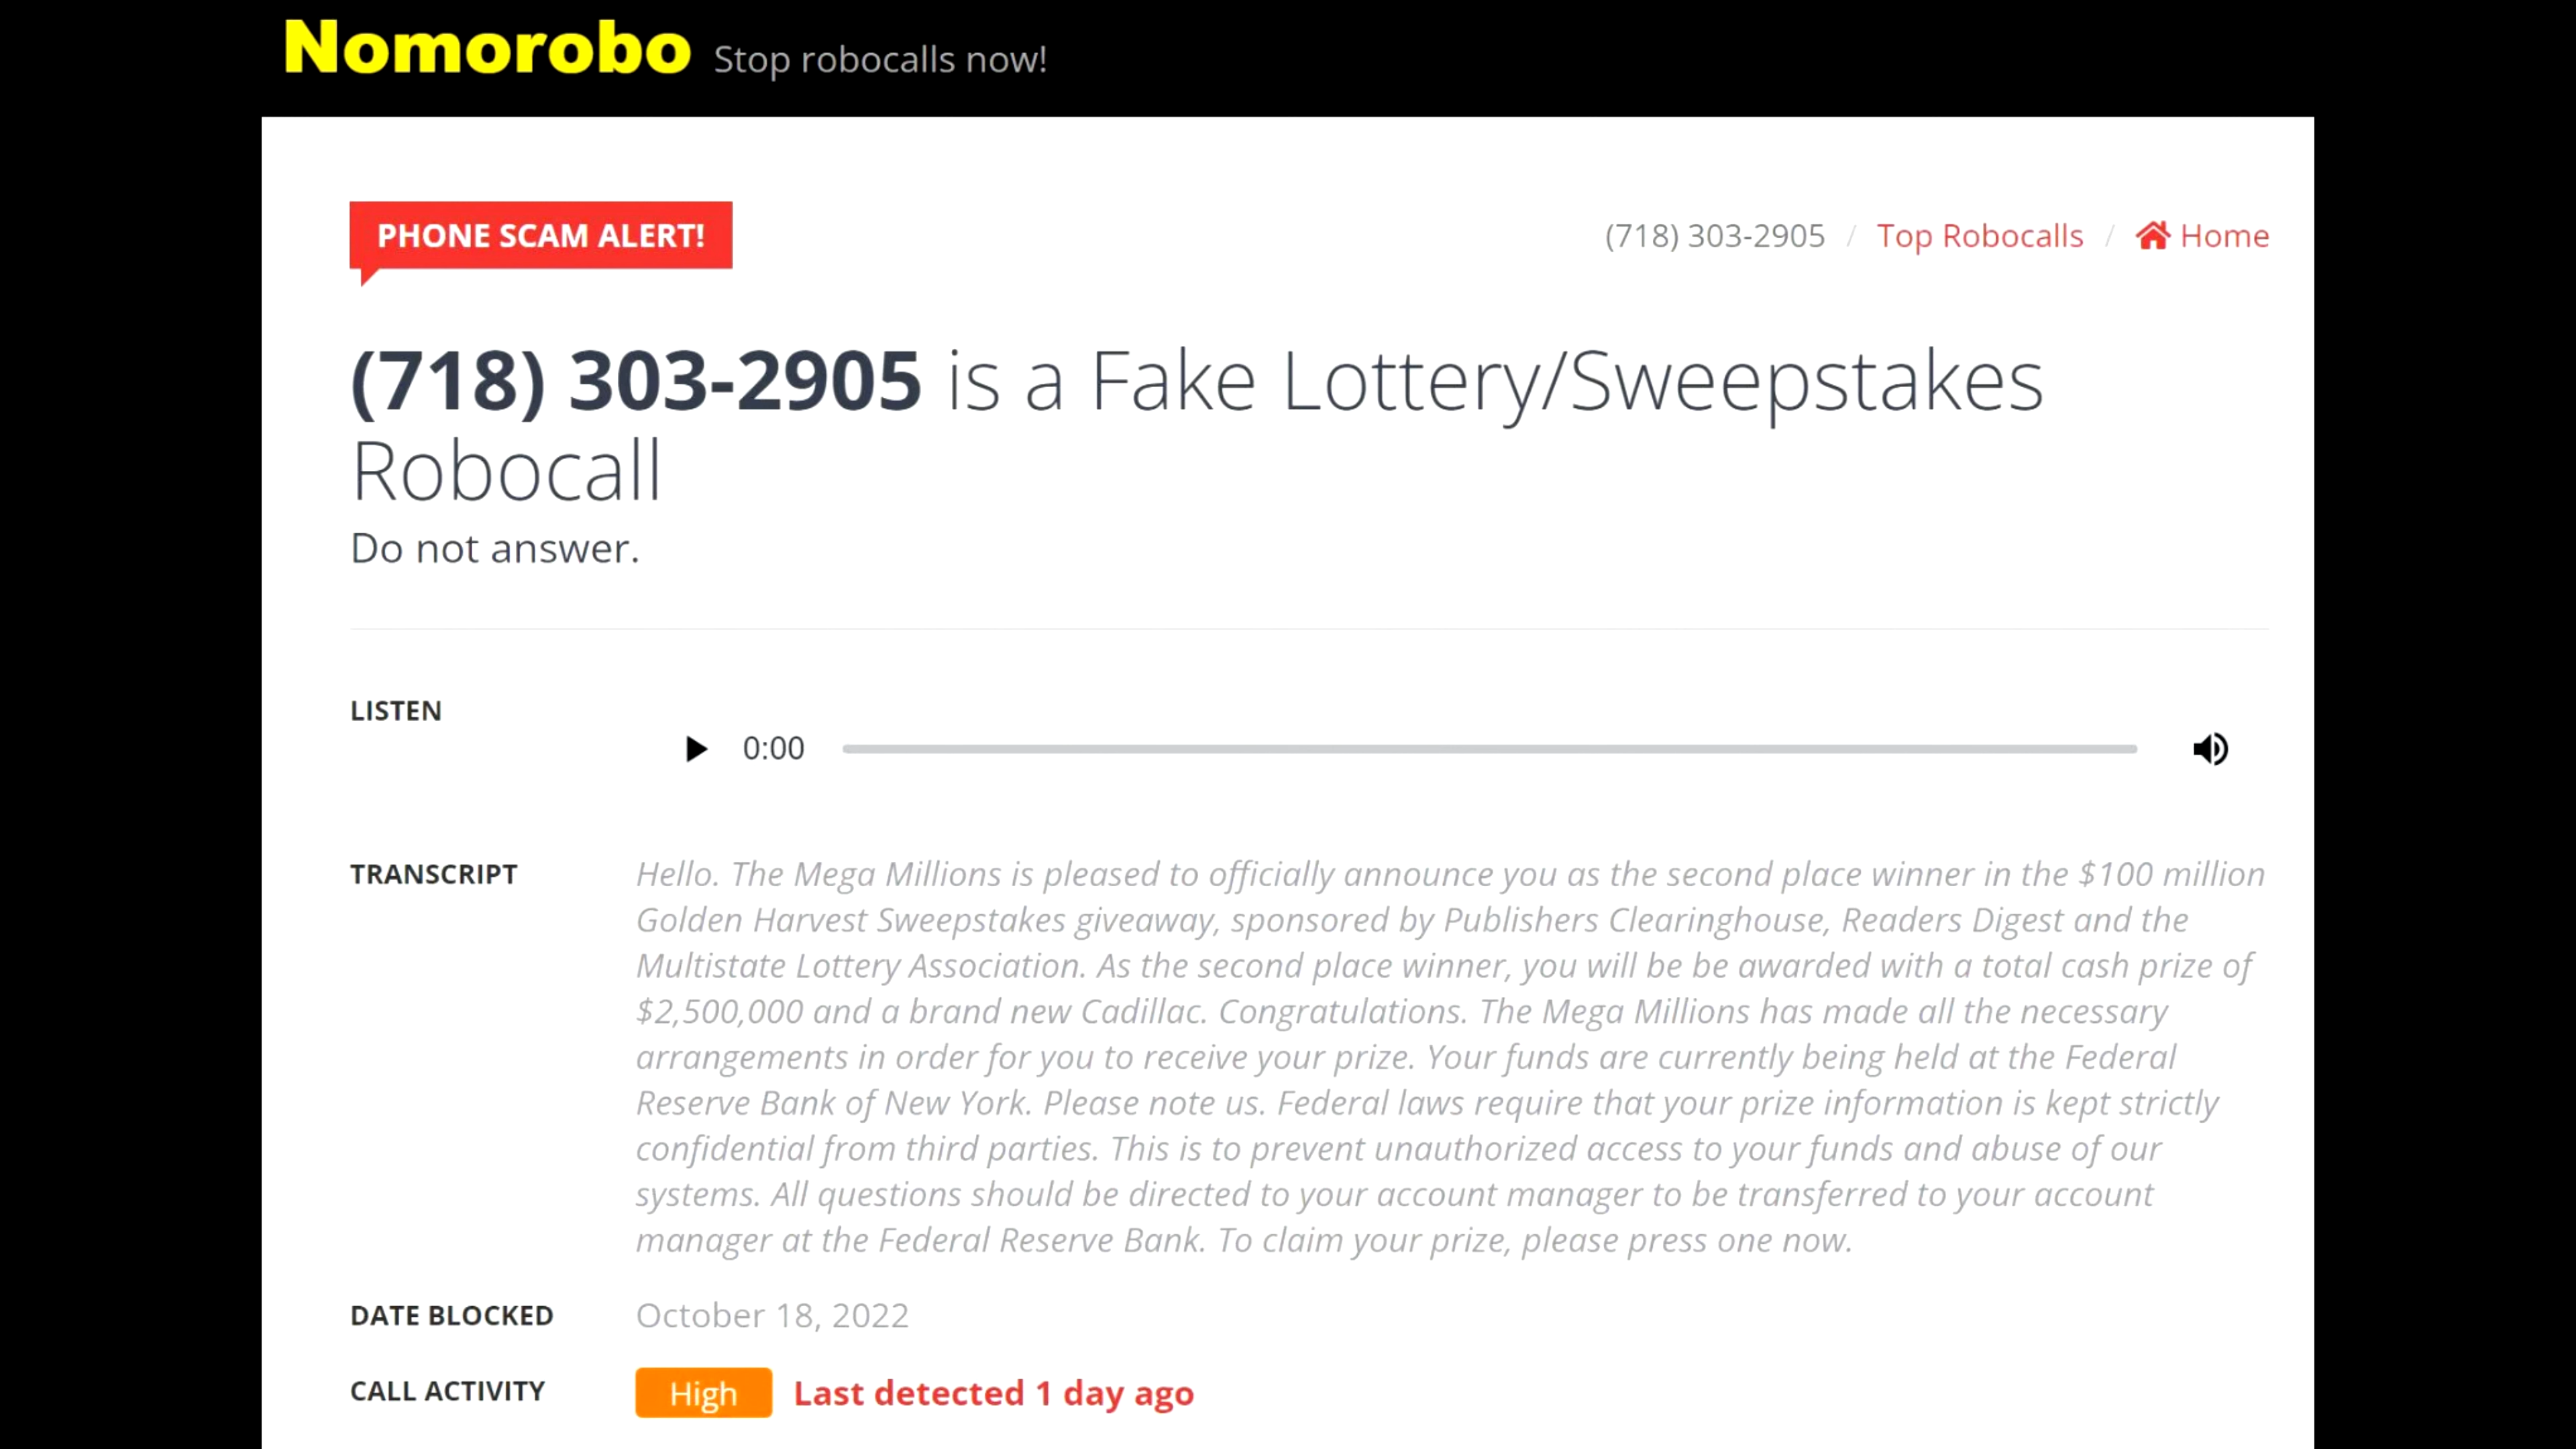 Nomorobo Stop robocalls now!
PHONE SCAM ALERT!
(718) 303-2905 / Top Robocalls / Home
(718) 303-2905 is a Fake Lottery/Sweepstakes
Robocall
Do not answer.
LISTEN
0:00
TRANSCRIPT
Hello. The Mega Millions is pleased to officially announce you as the second place winner in the $100 million
Golden Harvest Sweepstakes giveaway, sponsored by Publishers Clearinghouse, Readers Digest and the
Multistate Lottery Association. As the second place winner, you will be be awarded with a total cash prize of
$2,500,000 and a brand new Cadillac. Congratulations. The Mega Millions has made all the necessary
arrangements in order for you to receive your prize. Your funds are currently being held at the Federal
Reserve Bank of New York. Please note us. Federal laws require that your prize information is kept strictly
confidential from third parties. This is to prevent unauthorized access to your funds and abuse of our
systems. All questions should be directed to your account manager to be transferred to your account
manager at the Federal Reserve Bank. To claim your prize, please press one now.
DATE BLOCKED October 18, 2022
CALL ACTIVITY High Last detected 1 day ago